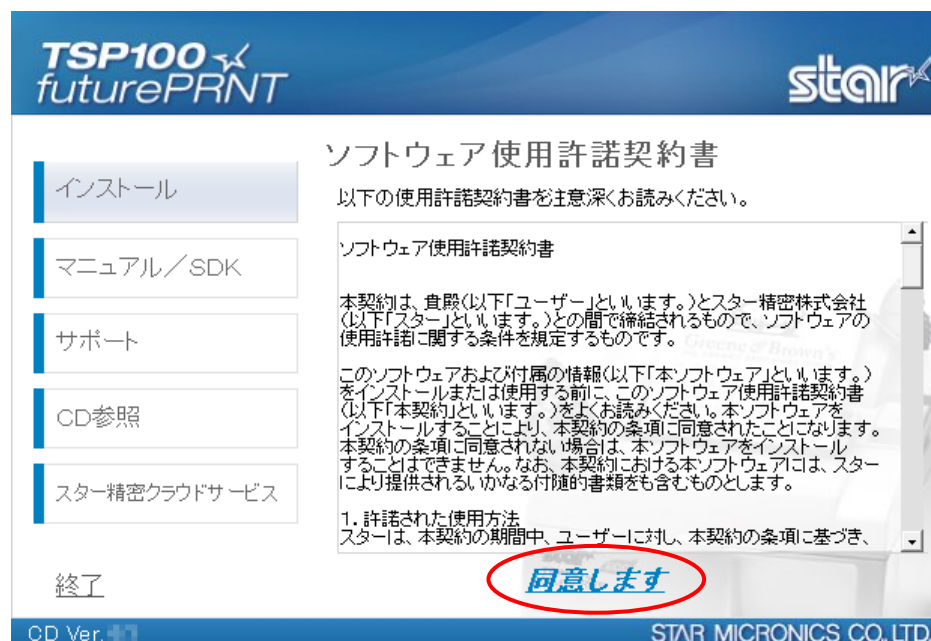 TSP100
futurePRNT
star
ソフトウェア使用許諾契約書
以下の使用許諾契約書を注意深くお読みください。
インストール
マニュアル／SDK
サポート
CD参照
スター精密クラウドサービス
終了
ソフトウェア使用許諾契約書
本契約は、貴殿(以下「ユーザー」といいます。)とスター精密株式会社
(以下「スター」といいます。)との間で締結されるもので、ソフトウェアの
使用許諾に関する条件を規定するものです。
このソフトウェアおよび付属の情報(以下「本ソフトウェア」といいます。)
をインストールまたは使用する前に、このソフトウェア使用許諾契約書
(以下「本契約」といいます。)をよくお読みください。本ソフトウェアを
インストールすることにより、本契約の条項に同意されたことになります。
本契約の条項に同意されない場合は、本ソフトウェアをインストール
することはできません。なお、本契約における本ソフトウェアには、スター
により提供されるいかなる付随的書類をも含むものとします。
1. 許諾された使用方法
スターは、本契約の期間中、ユーザーに対し、本契約の条項に基づき、
Greene & Brown's
star
同意します
CD Ver.
STAR MICRONICS CO.,LTD.